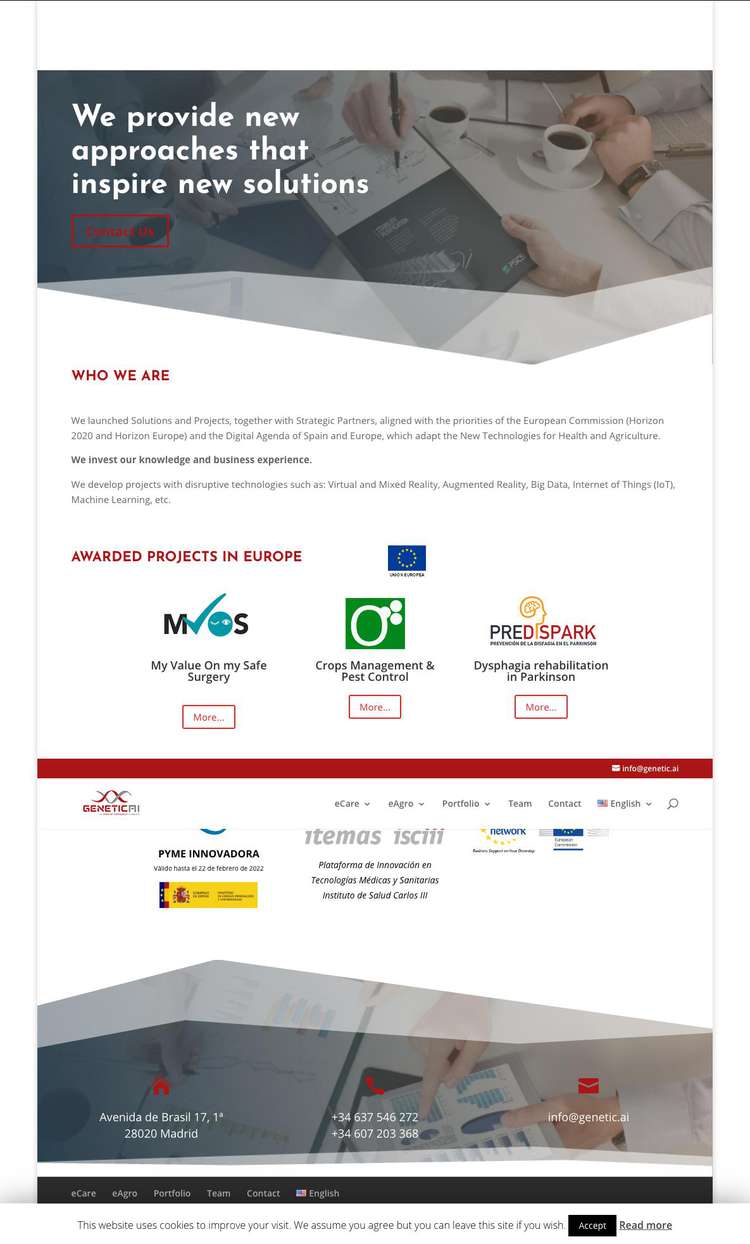 We provide new
approaches that
inspire new solutions
Contact Us
WHO WE ARE
We launched Solutions and Projects, together with Strategic Partners, aligned with the priorities of the European Commission (Horizon
2020 and Horizon Europe) and the Digital Agenda of Spain and Europe, which adapt the New Technologies for Health and Agriculture.
We invest our knowledge and business experience.
We develop projects with disruptive technologies such as: Virtual and Mixed Reality, Augmented Reality, Big Data, Internet of Things (IoT),
Machine Learning, etc.
AWARDED PROJECTS IN EUROPE
UNION EUROPEA
MVOS
PREDISPARK
PREVENCIÓN DE LA DISFAGIA EN EL PARKINSON
My Value On my Safe
Surgery
Crops Management &
Pest Control
Dysphagia rehabilitation
in Parkinson
More...
More...
More...
info@genetic.ai
GENETICAI
eCare
eAgro
Portfolio
Team
Contact
English
itemas isciii
network
European
Commission
PYME INNOVADORA
Válido hasta el 22 de febrero de 2022
Plataforma de Innovación en
Tecnologías Médicas y Sanitarias
Instituto de Salud Carlos III
Avenida de Brasil 17, 1ª
28020 Madrid
+34 637 546 272
+34 607 203 368
info@genetic.ai
eCare
eAgro
Portfolio
Team
Contact
English
This website uses cookies to improve your visit. We assume you agree but you can leave this site if you wish.
Accept
Read more